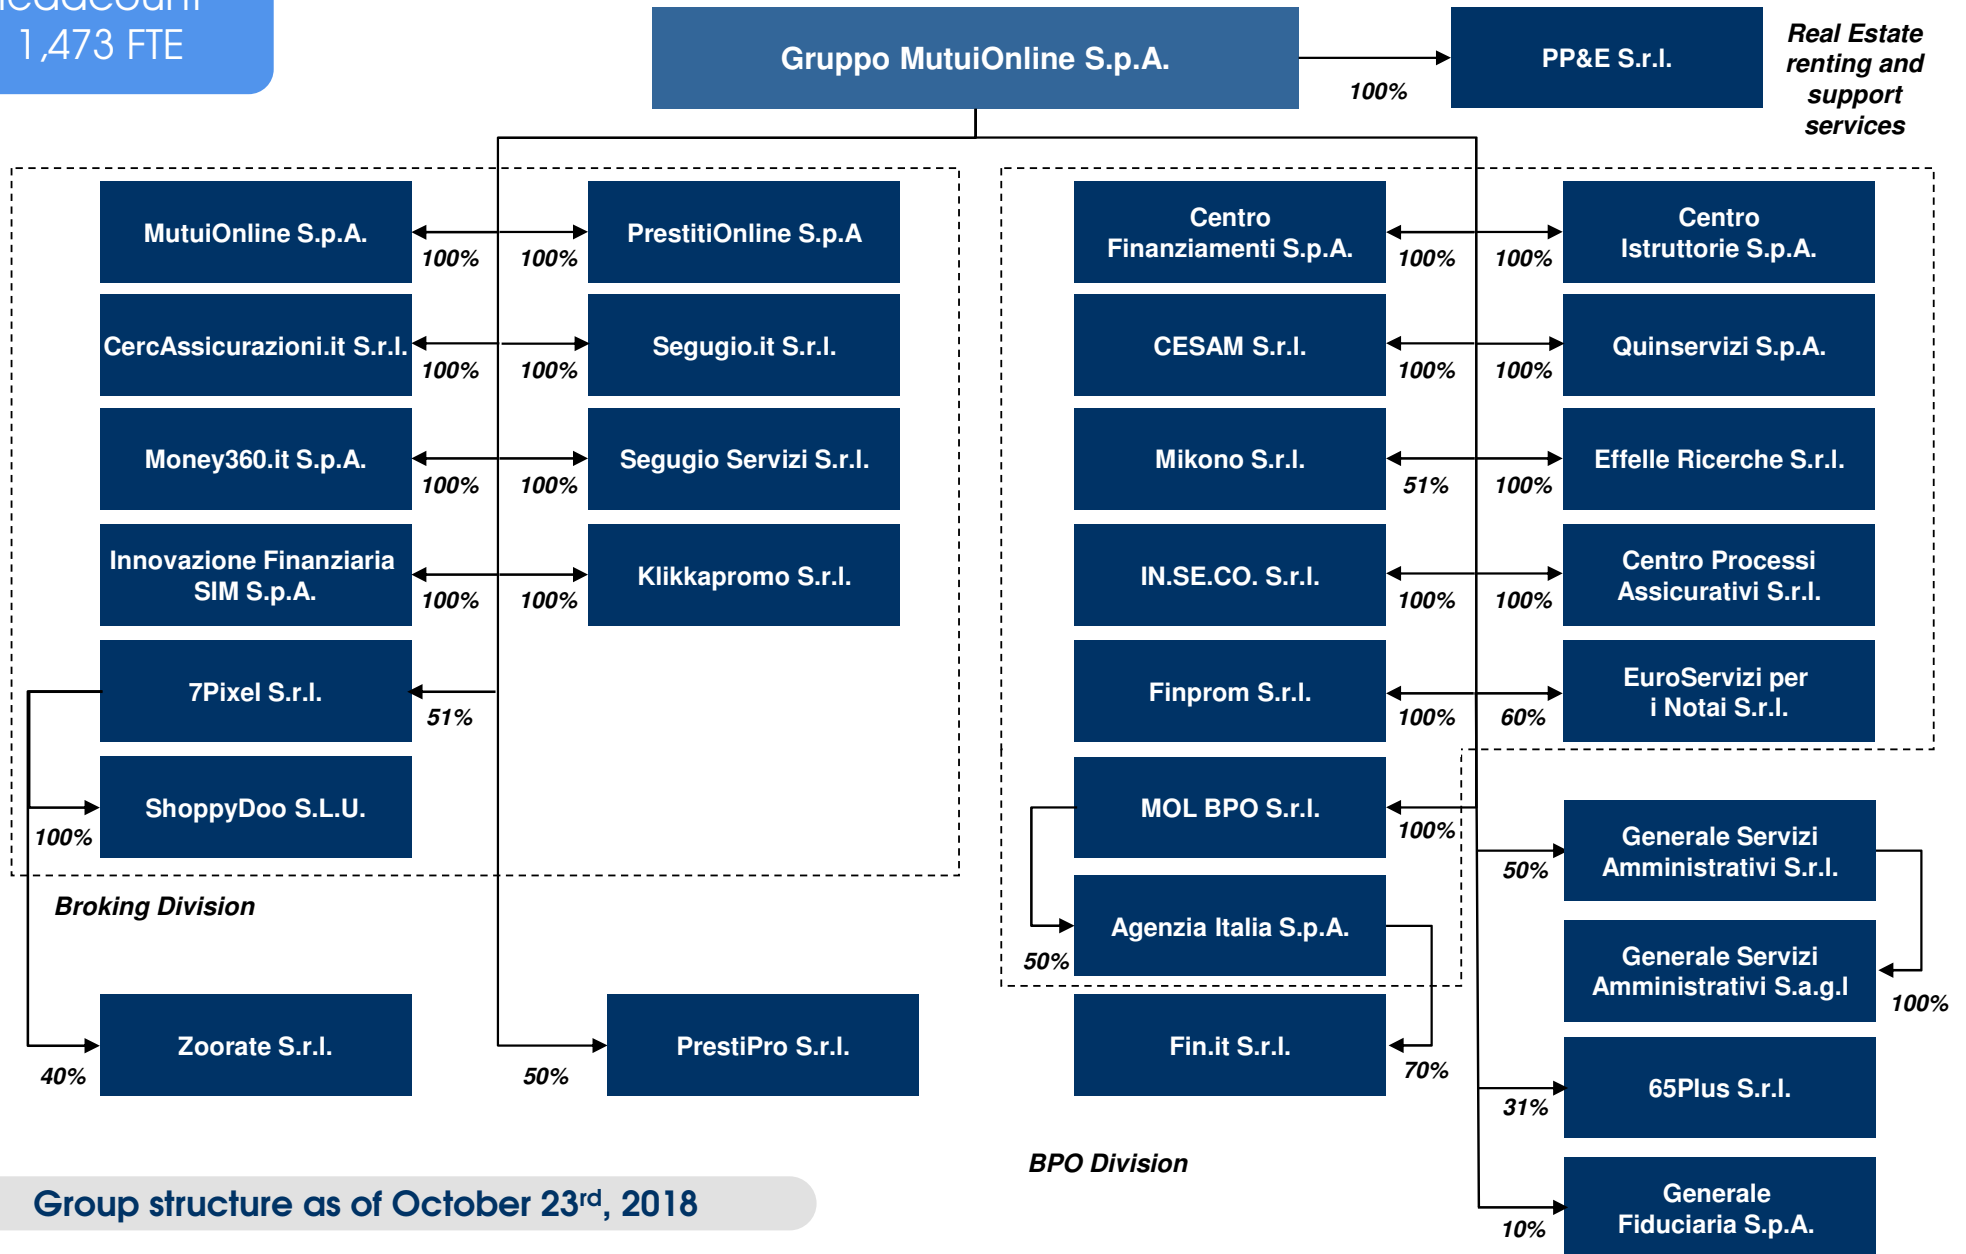 1,473 FTE
Gruppo MutuiOnline S.p.A.
100%
PP&E S.r.l.
Real Estate
renting and
support
services
MutuiOnline S.p.A.
100%
100%
PrestitiOnline S.p.A
CercAssicurazioni.it S.r.l.
100%
100%
Segugio.it S.r.l.
Money360.it S.p.A.
100%
100%
Segugio Servizi S.r.l.
Innovazione Finanziaria
SIM S.p.A.
100%
100%
Klikkapromo S.r.l.
7Pixel S.r.l.
51%
100%
ShoppyDoo S.L.U.
Broking Division
40%
Zoorate S.r.l.
50%
PrestiPro S.r.l.
Centro
Finanziamenti S.p.A.
100%
100%
Centro
Istruttorie S.p.A.
CESAM S.r.l.
100%
100%
Quinservizi S.p.A.
Mikono S.r.l.
51%
100%
Effelle Ricerche S.r.l.
IN.SE.CO. S.r.l.
100%
100%
Centro Processi
Assicurativi S.r.l.
Finprom S.r.l.
100%
60%
EuroServizi per
i Notai S.r.l.
MOL BPO S.r.l.
100%
50%
Generale Servizi
Amministrativi S.r.l.
50%
Agenzia Italia S.p.A.
Generale Servizi
Amministrativi S.a.g.l
100%
Fin.it S.r.l.
70%
31%
65Plus S.r.l.
BPO Division
10%
Generale
Fiduciaria S.p.A.
Group structure as of October 23rd, 2018